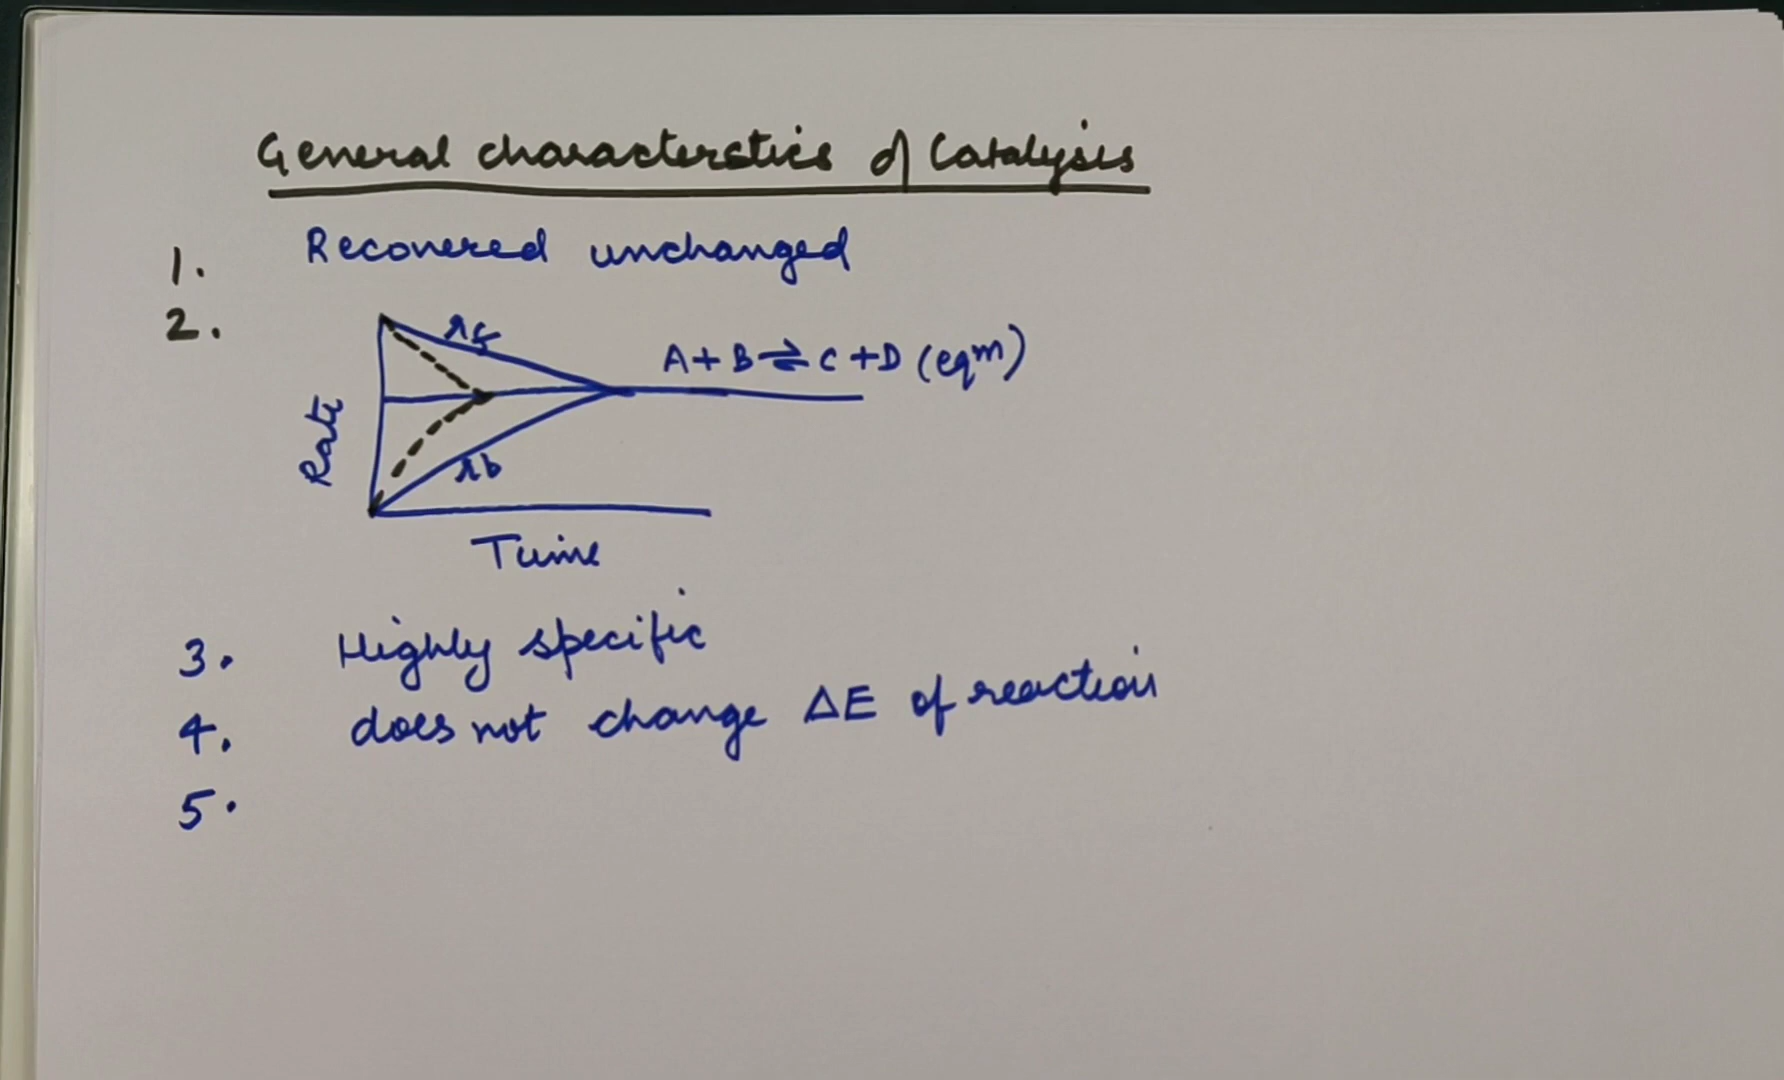 General characterstics of Catalysis
1. Recovered unchanged
2.
rf
A + B ⇌ C + D (eqm)
Rate
rb
Time
3. Highly specific
4. does not change ΔE of reaction
5.